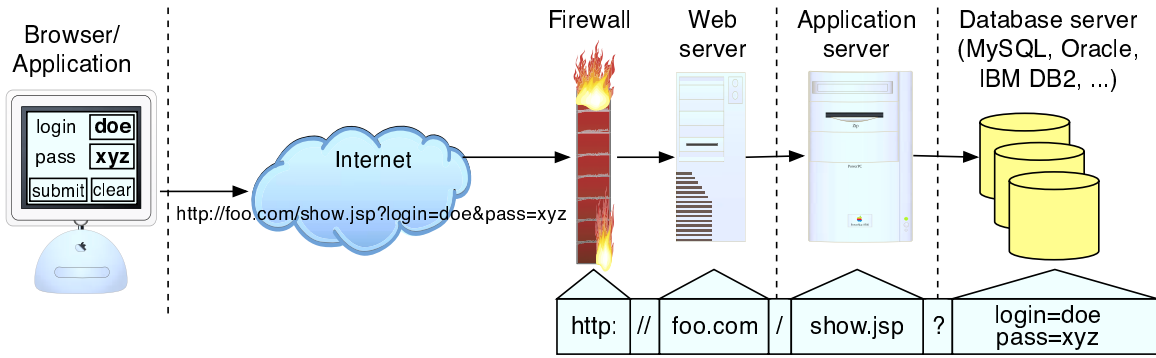 Browser/
Application
login doe
pass xyz
submit clear
Internet
http://foo.com/show.jsp?login=doe&pass=xyz
Firewall
Web
server
Application
server
Database server
(MySQL, Oracle,
IBM DB2, ...)
http: // foo.com / show.jsp ? login=doe
pass=xyz